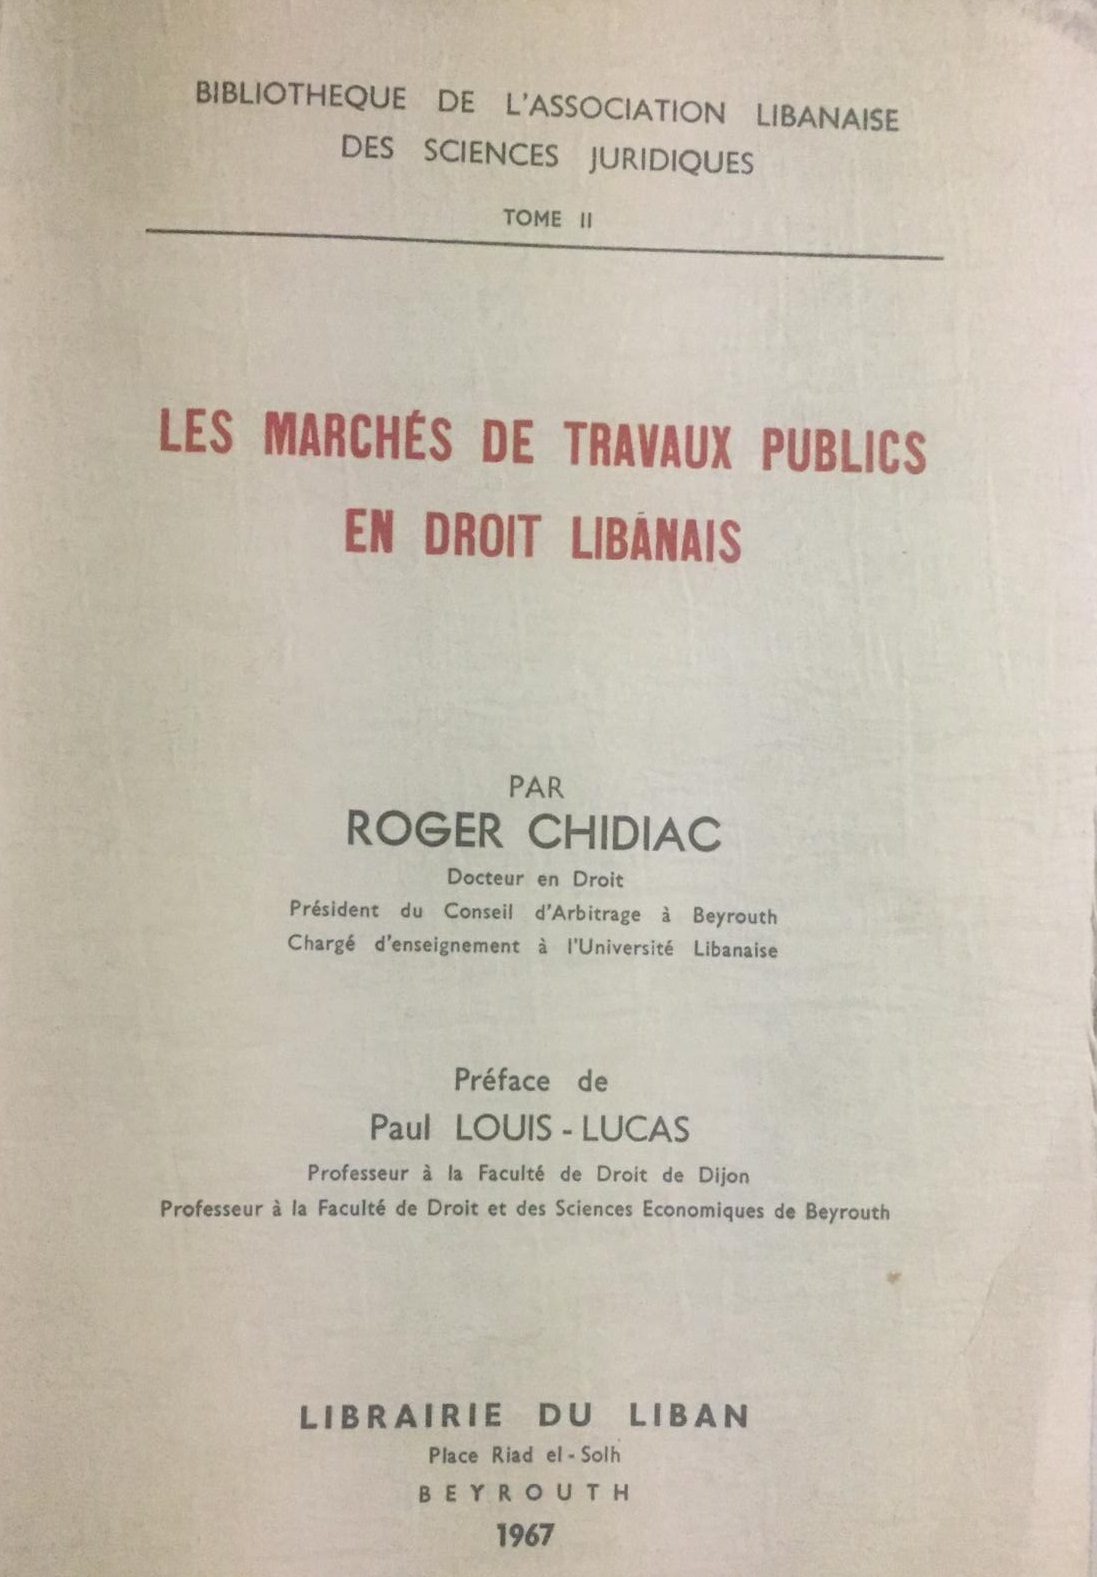 BIBLIOTHEQUE DE L'ASSOCIATION LIBANAISE
DES SCIENCES JURIDIQUES
TOME II
LES MARCHÉS DE TRAVAUX PUBLICS
EN DROIT LIBANAIS
PAR
ROGER CHIDIAC
Docteur en Droit
Président du Conseil d'Arbitrage à Beyrouth
Chargé d'enseignement à l'Université Libanaise
Préface de
Paul LOUIS - LUCAS
Professeur à la Faculté de Droit de Dijon
Professeur à la Faculté de Droit et des Sciences Economiques de Beyrouth
LIBRAIRIE DU LIBAN
Place Riad el - Solh
BEYROUTH
1967